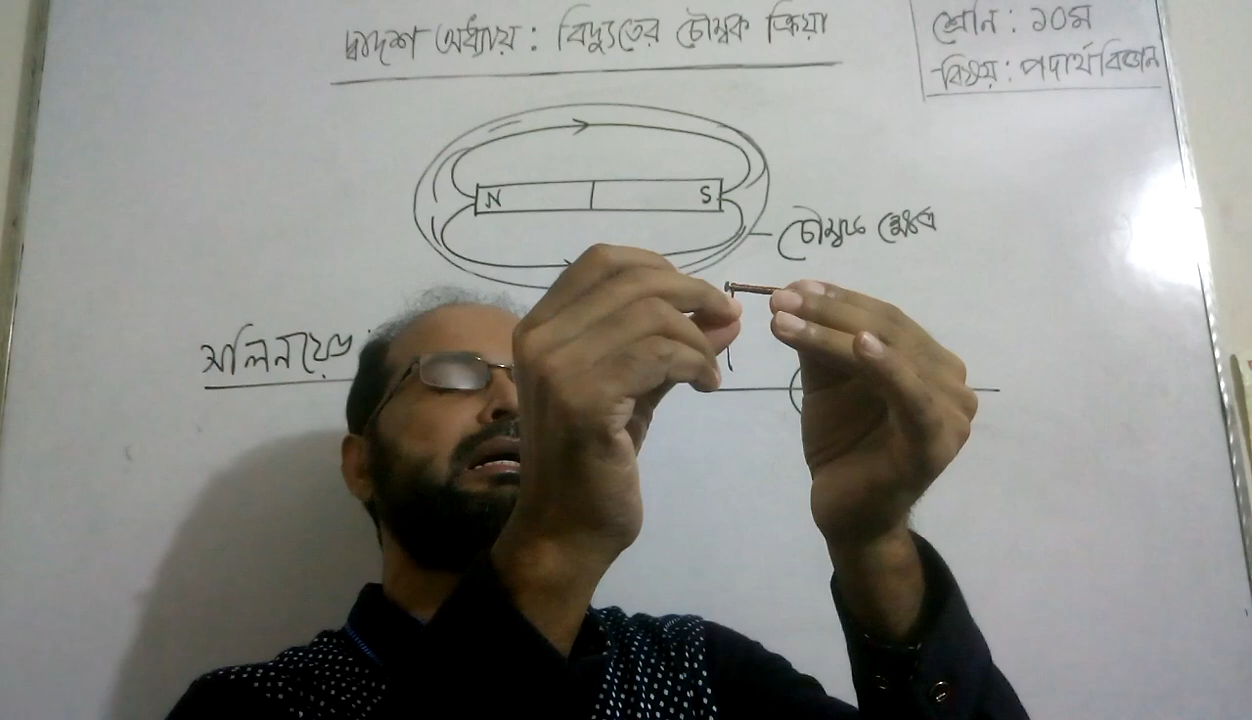 দ্বাদশ অধ্যায় : বিদ্যুতের চৌম্বক ক্রিয়া
শ্রেনি : ১০ম
বিষয় : পদার্থবিজ্ঞান
N
S
চৌম্বক ক্ষেত্র
সলিনয়েড :